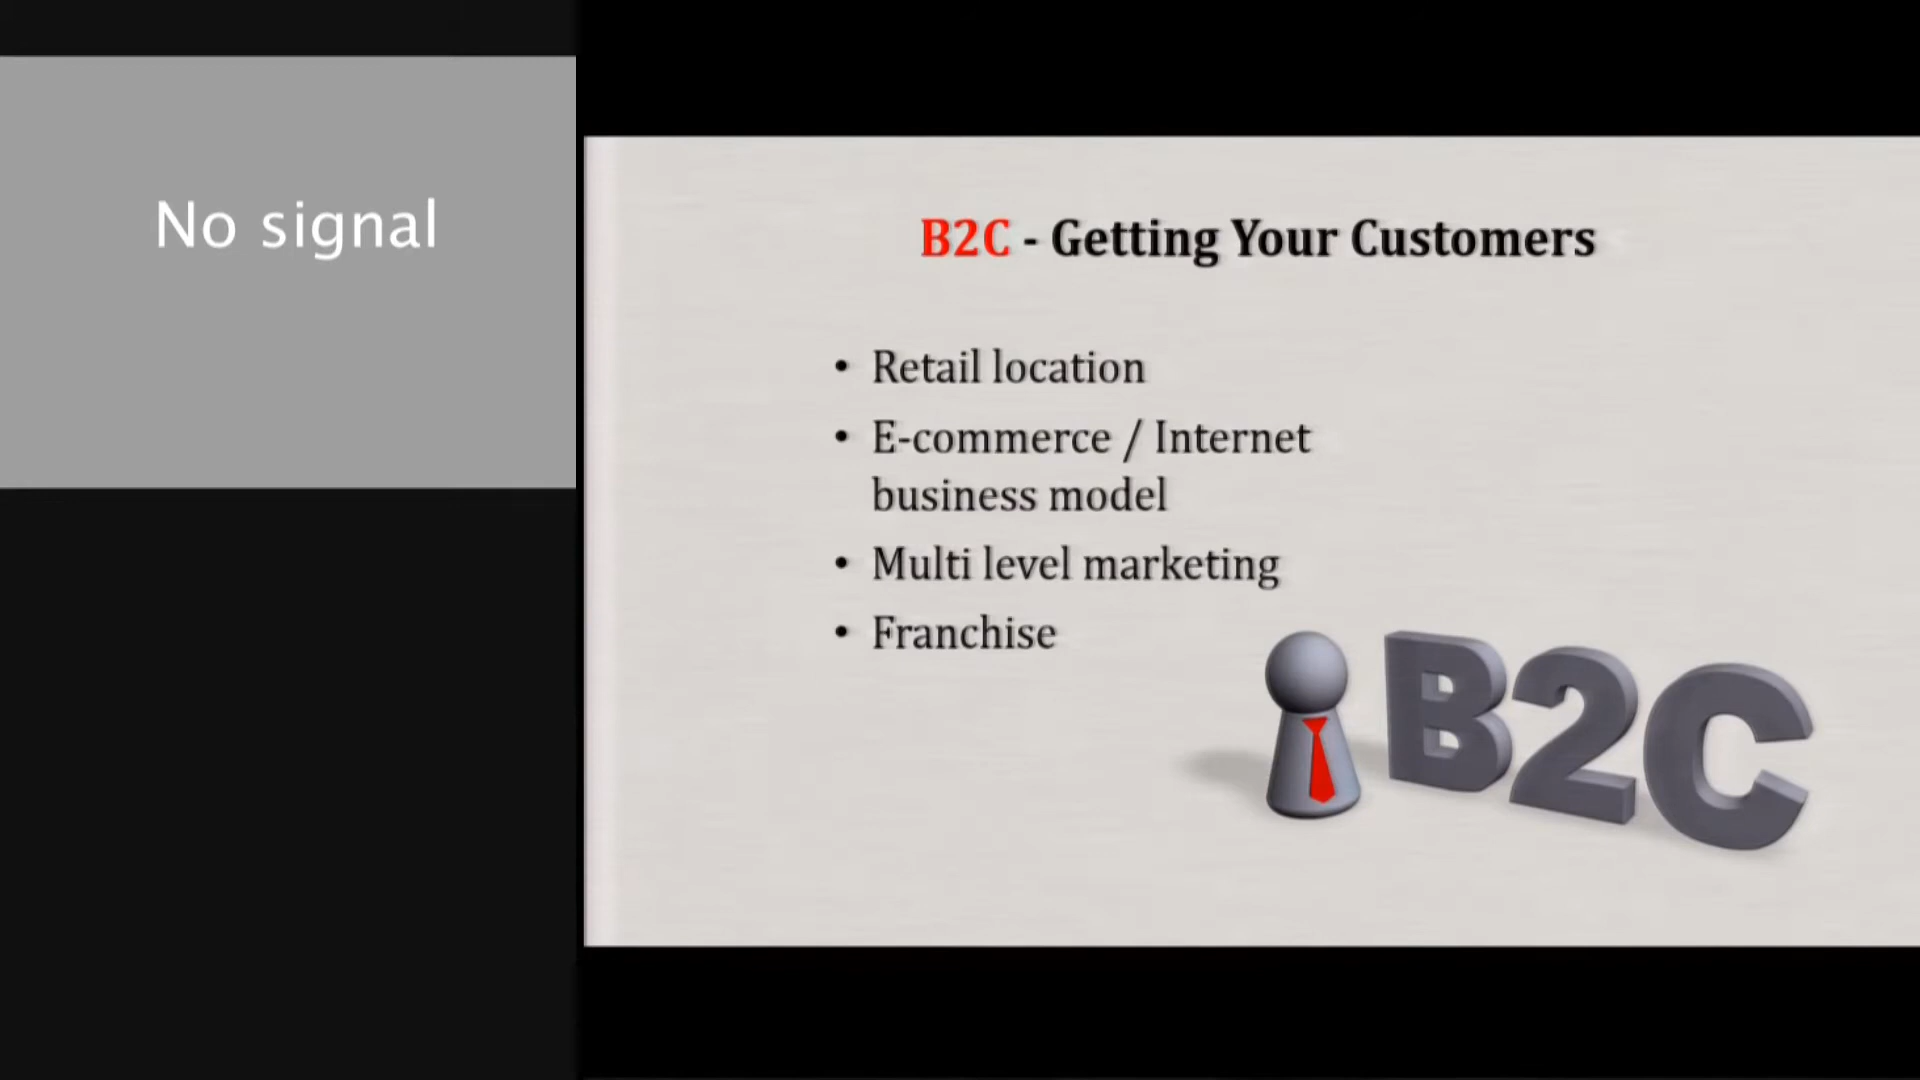 No signal
B2C - Getting Your Customers
• Retail location
• E-commerce / Internet
business model
• Multi level marketing
• Franchise
B2C